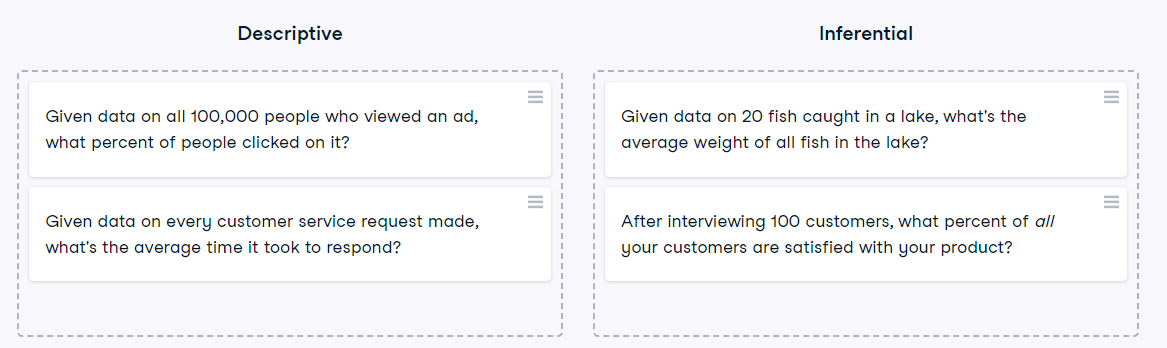 Descriptive
Given data on all 100,000 people who viewed an ad,
what percent of people clicked on it?
Given data on every customer service request made,
what's the average time it took to respond?
Inferential
Given data on 20 fish caught in a lake, what's the
average weight of all fish in the lake?
After interviewing 100 customers, what percent of all
your customers are satisfied with your product?